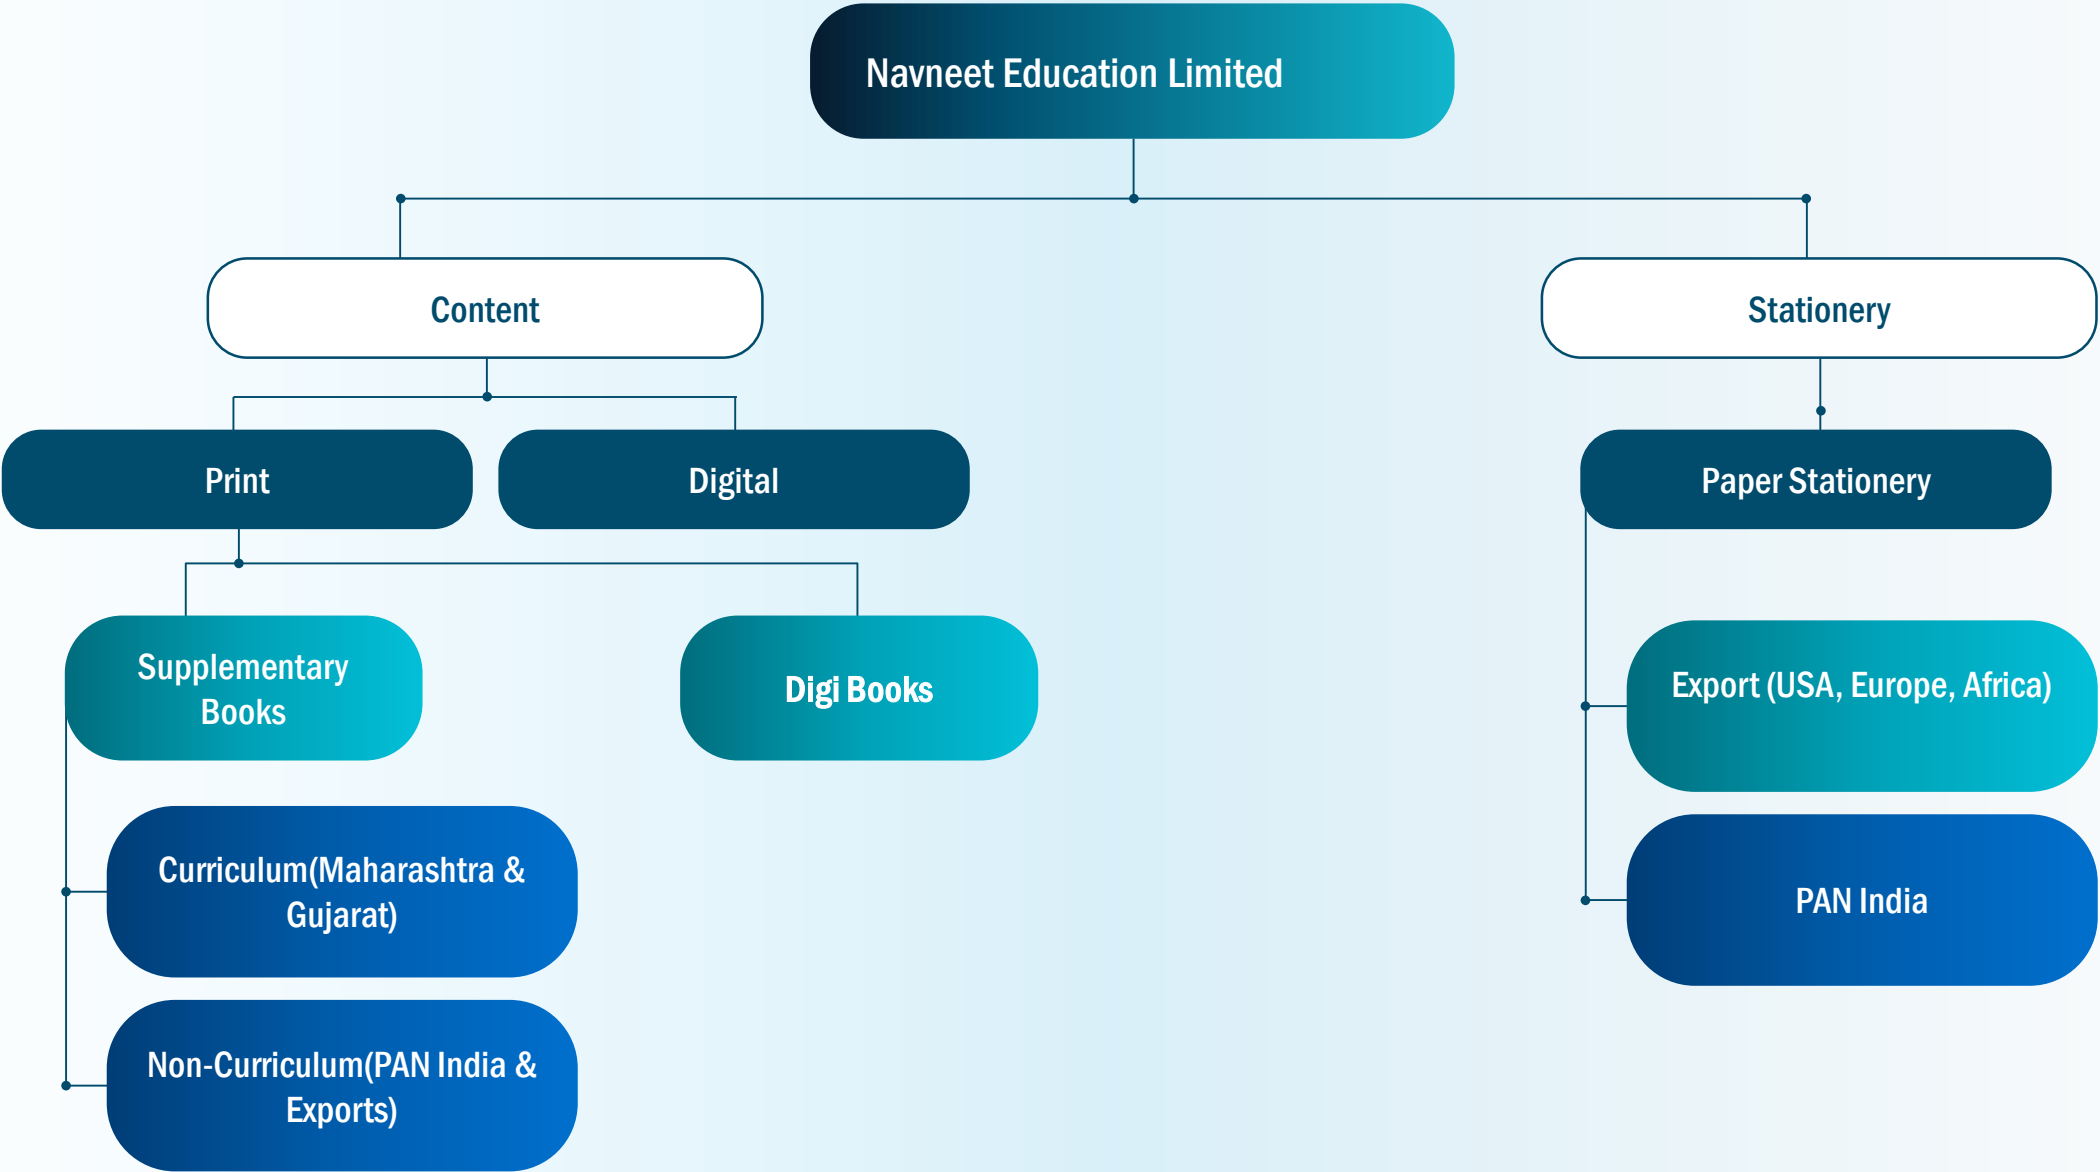 Navneet Education Limited
Content
Stationery
Print
Digital
Paper Stationery
Supplementary
Books
Digi Books
Export (USA, Europe, Africa)
Curriculum(Maharashtra &
Gujarat)
PAN India
Non-Curriculum(PAN India &
Exports)